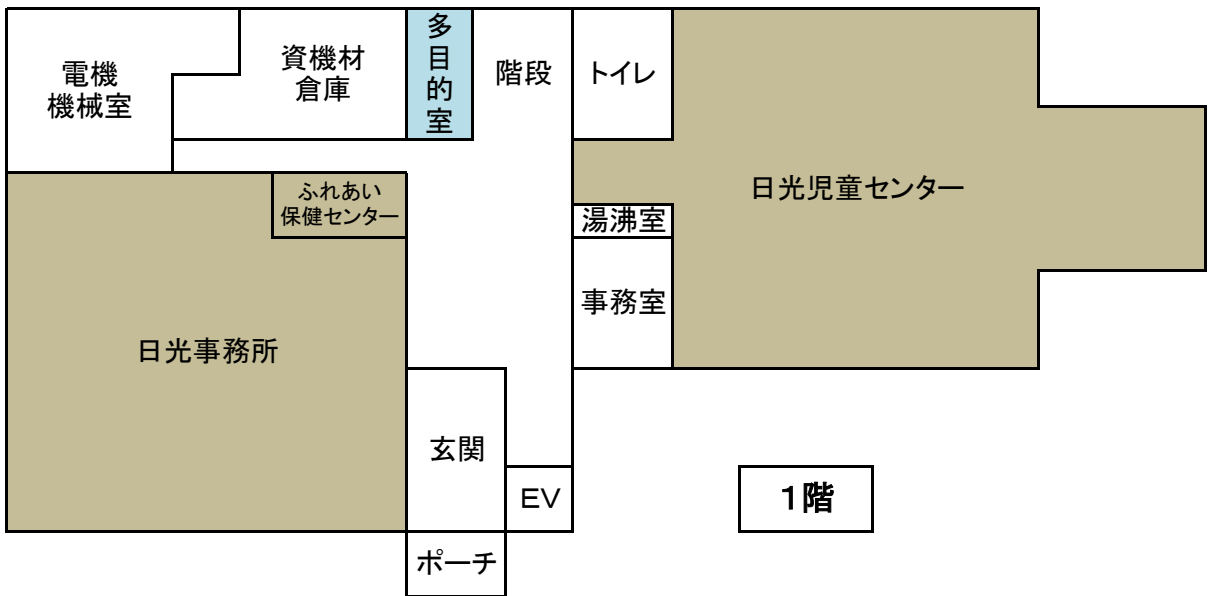 電機
機械室
資機材
倉庫
多目的室
階段
トイレ
ふれあい
保健センター
日光児童センター
湯沸室
事務室
日光事務所
玄関
EV
1階
ポーチ